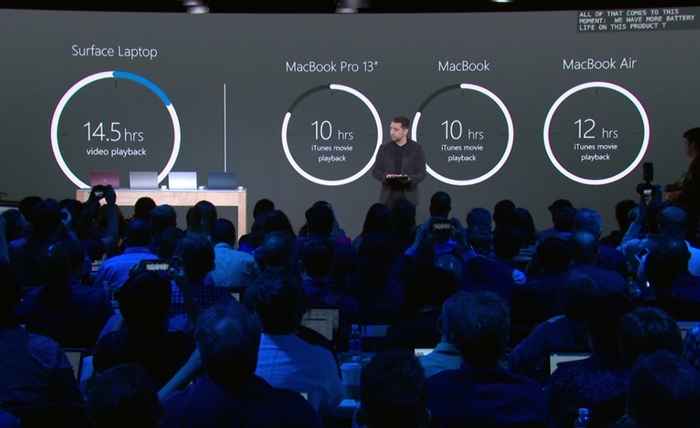 ALL OF THAT COMES TO THIS
MOMENT: WE HAVE MORE BATTERY
LIFE ON THIS PRODUCT T
Surface Laptop
14.5 hrs
video playback
MacBook Pro 13"
10 hrs
iTunes movie
playback
MacBook
10 hrs
iTunes movie
playback
MacBook Air
12 hrs
iTunes movie
playback